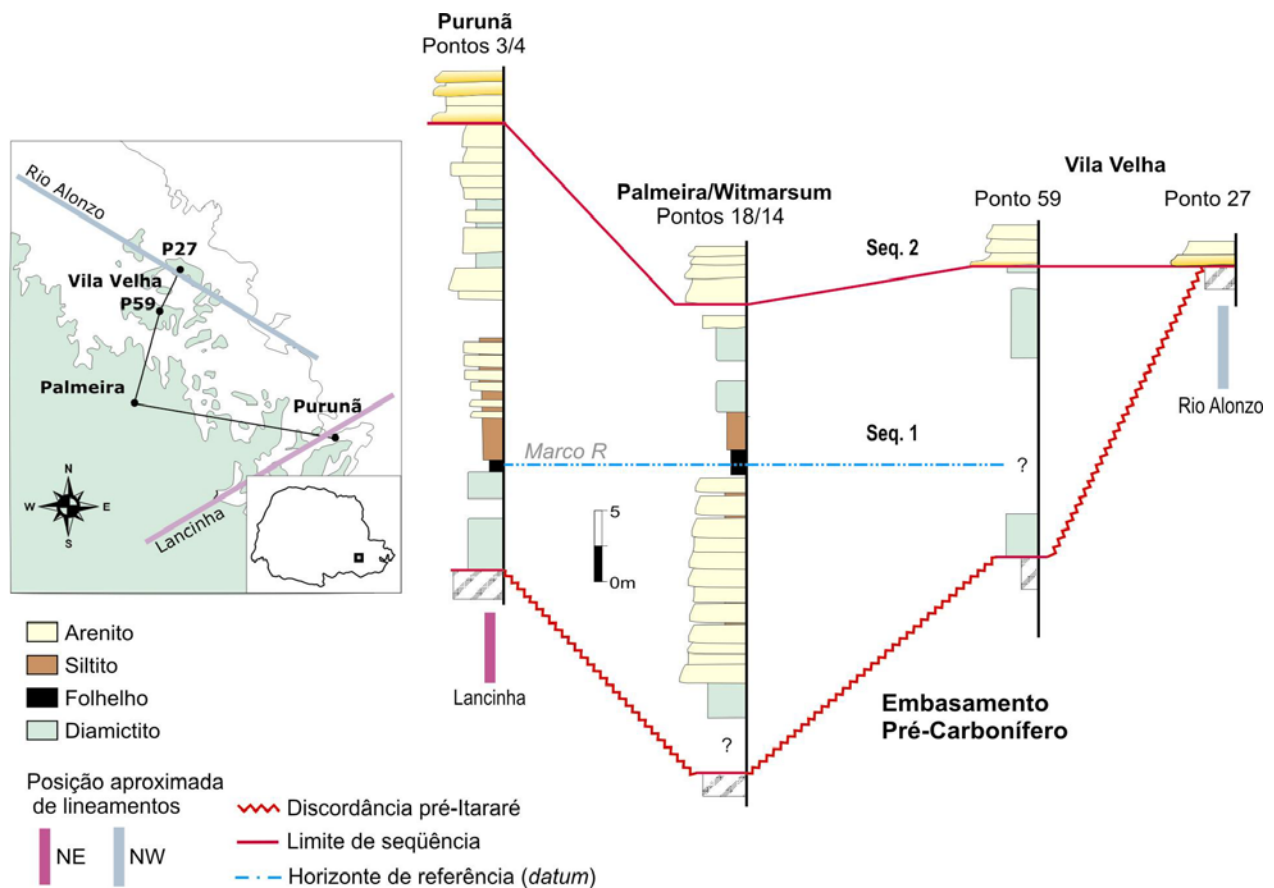 Purunã
Pontos 3/4
Rio Alonzo
P27
Vila Velha
P59
Palmeira
Purunã
Lancinha
N
W
E
S
Palmeira/Witmarsum
Pontos 18/14
Vila Velha
Ponto 59
Ponto 27
Seq. 2
Seq. 1
Marco R
?
5
0m
Rio Alonzo
Lancinha
?
Embasamento
Pré-Carbonífero
Arenito
Siltito
Folhelho
Diamictito
Posição aproximada
de lineamentos
NE
NW
Discordância pré-Itararé
Limite de seqüência
Horizonte de referência (datum)